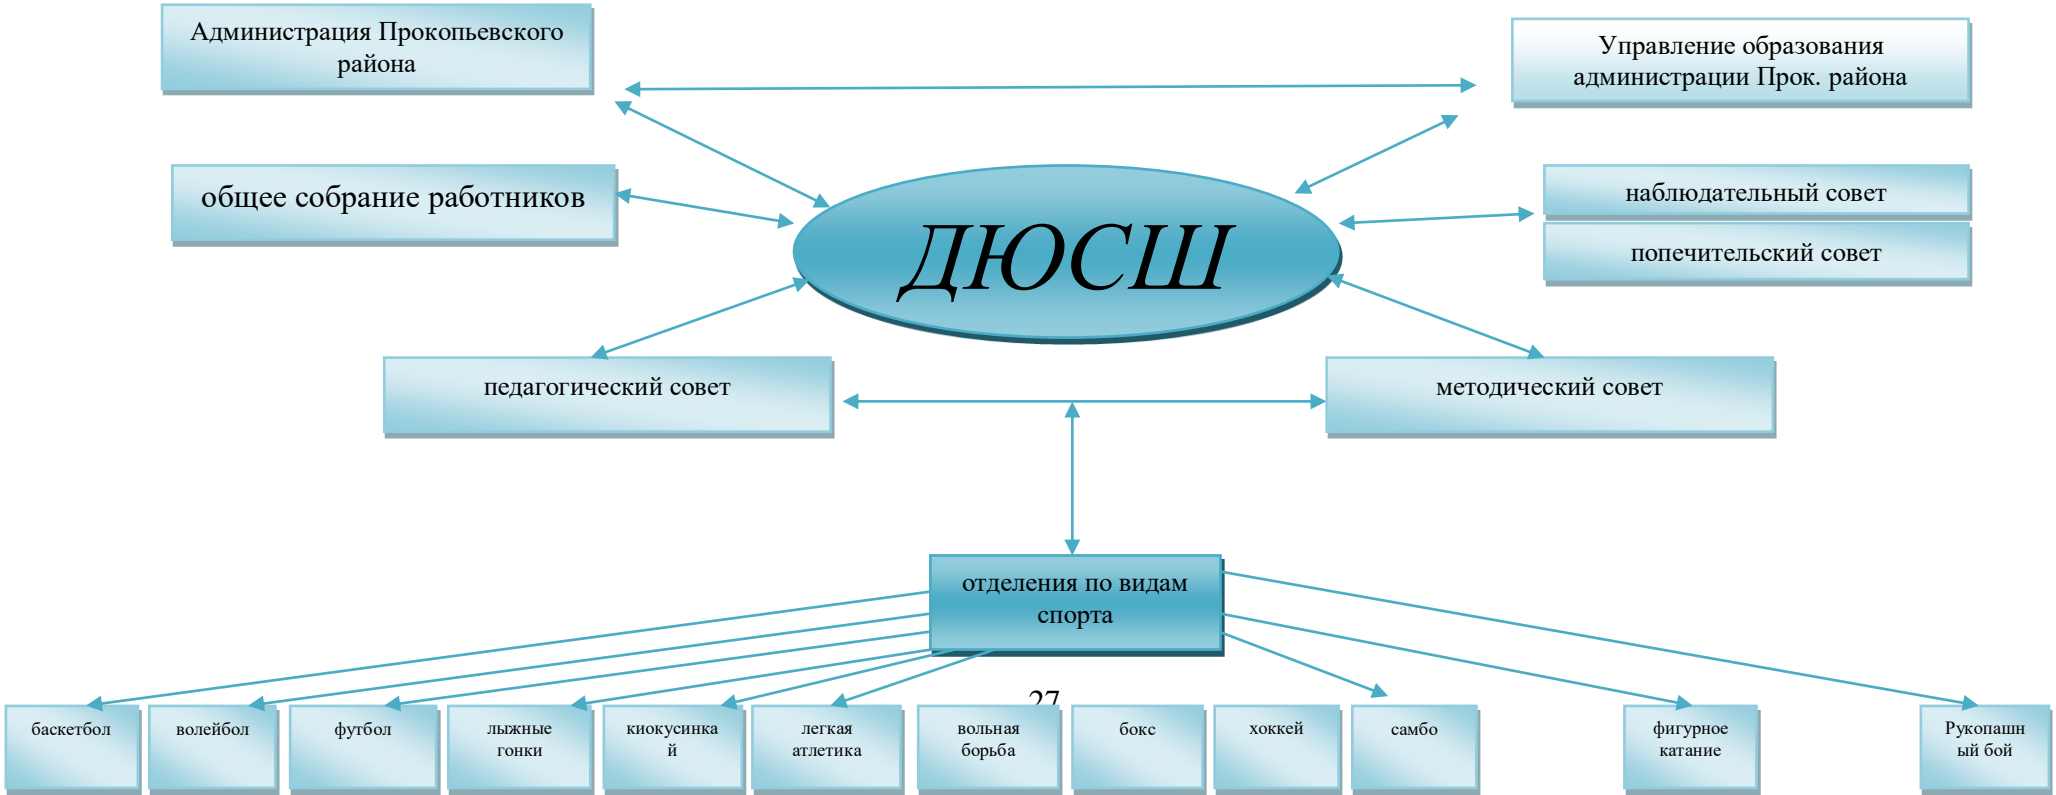 Администрация Прокопьевского
района
Управление образования
администрации Прок. района
общее собрание работников
наблюдательный совет
попечительский совет
ДЮСШ
педагогический совет
методический совет
отделения по видам
спорта
27
баскетбол
волейбол
футбол
лыжные
гонки
киокусинка
й
легкая
атлетика
вольная
борьба
бокс
хоккей
самбо
фигурное
катание
Рукопашн
ый бой